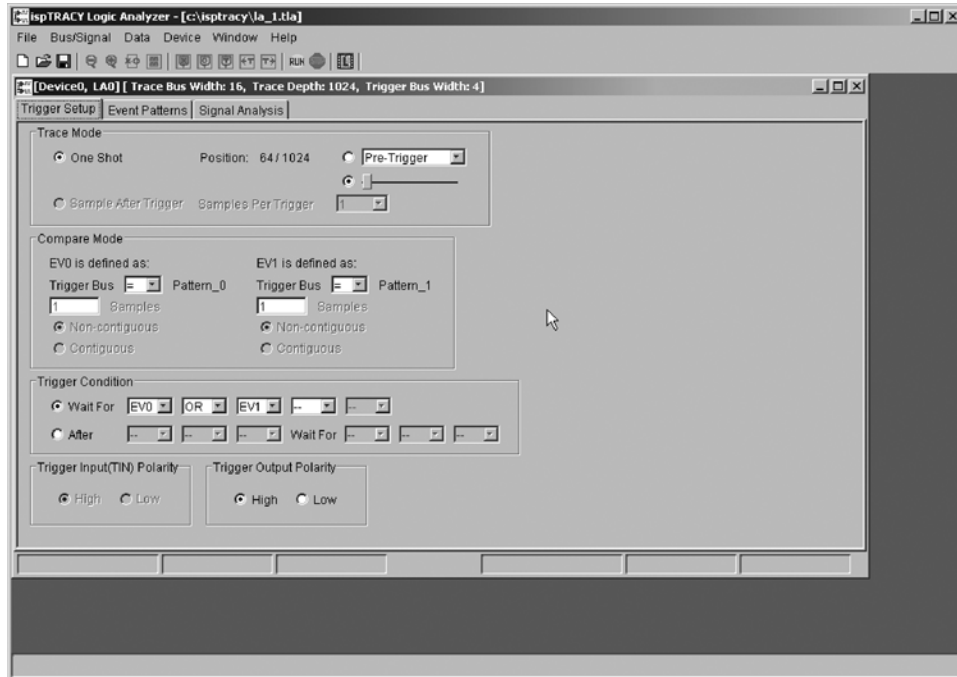 ispTRACY Logic Analyzer - [c:\isptracy\la_1.tla]
File Bus/Signal Data Device Window Help
RUN
[Device0, LA0] [ Trace Bus Width: 16, Trace Depth: 1024, Trigger Bus Width: 4]
Trigger Setup Event Patterns Signal Analysis
Trace Mode
One Shot Position: 64 / 1024 Pre-Trigger
Sample After Trigger Samples Per Trigger 1
Compare Mode
EV0 is defined as: EV1 is defined as:
Trigger Bus = Pattern_0 Trigger Bus = Pattern_1
1 Samples 1 Samples
Non-contiguous Non-contiguous
Contiguous Contiguous
Trigger Condition
Wait For EV0 OR EV1 -- --
After -- -- -- Wait For -- -- --
Trigger Input(TIN) Polarity Trigger Output Polarity
High Low High Low